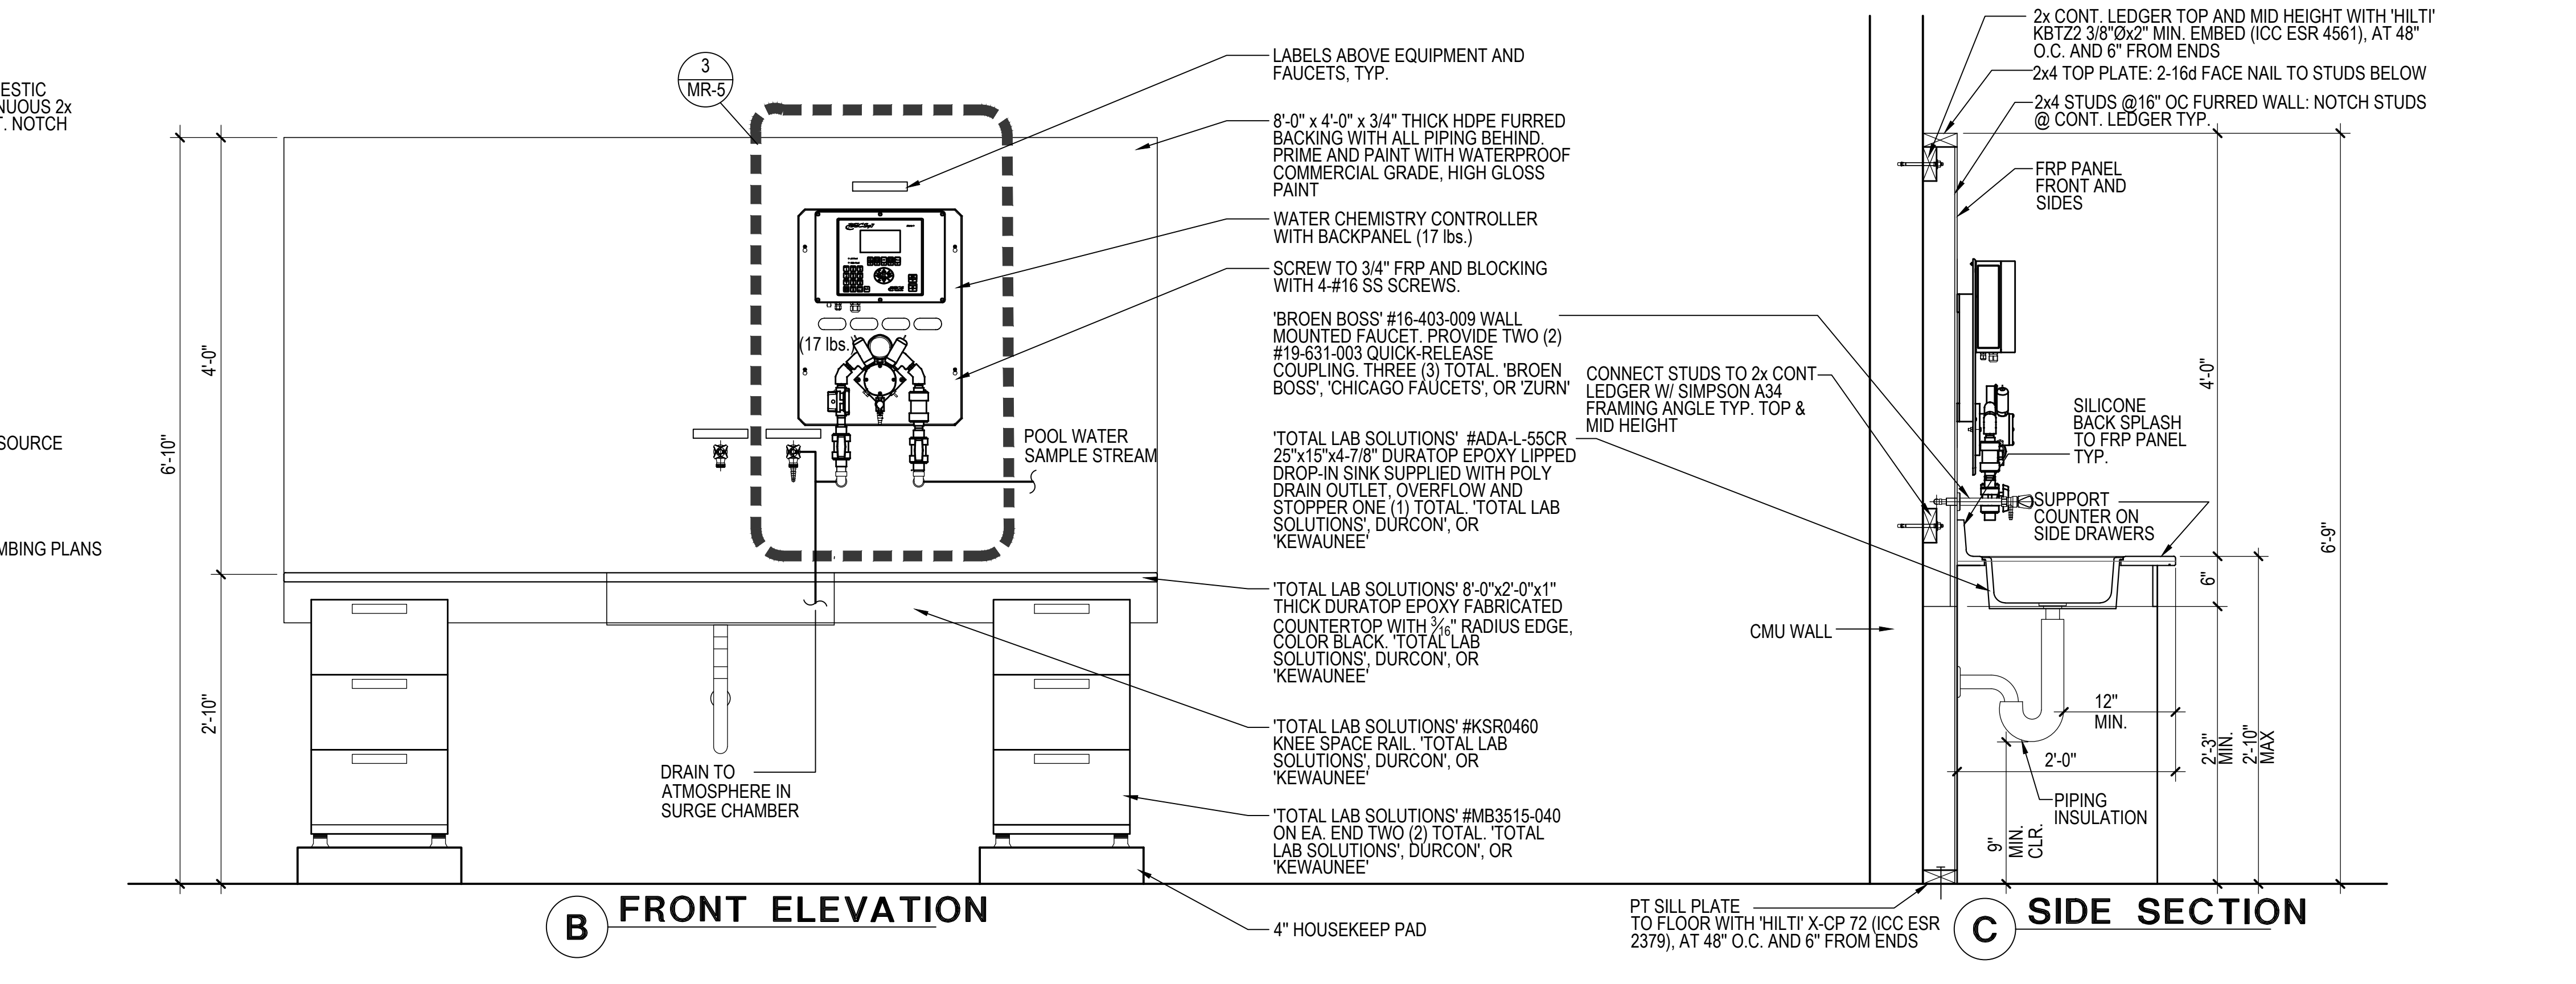 ESTIC
NUOUS 2x
T. NOTCH
SOURCE
MBING PLANS
3
MR-5
6'-10"
4'-0"
2'-10"
(17 lbs.)
POOL WATER
SAMPLE STREAM
DRAIN TO
ATMOSPHERE IN
SURGE CHAMBER
LABELS ABOVE EQUIPMENT AND
FAUCETS, TYP.
8'-0" x 4'-0" x 3/4" THICK HDPE FURRED
BACKING WITH ALL PIPING BEHIND.
PRIME AND PAINT WITH WATERPROOF
COMMERCIAL GRADE, HIGH GLOSS
PAINT
WATER CHEMISTRY CONTROLLER
WITH BACKPANEL (17 lbs.)
SCREW TO 3/4" FRP AND BLOCKING
WITH 4-#16 SS SCREWS.
'BROEN BOSS' #16-403-009 WALL
MOUNTED FAUCET. PROVIDE TWO (2)
#19-631-003 QUICK-RELEASE
COUPLING. THREE (3) TOTAL. 'BROEN
BOSS', 'CHICAGO FAUCETS', OR 'ZURN'
'TOTAL LAB SOLUTIONS' #ADA-L-55CR
25"x15"x4-7/8" DURATOP EPOXY LIPPED
DROP-IN SINK SUPPLIED WITH POLY
DRAIN OUTLET, OVERFLOW AND
STOPPER ONE (1) TOTAL. 'TOTAL LAB
SOLUTIONS', DURCON', OR
'KEWAUNEE'
'TOTAL LAB SOLUTIONS' 8'-0"x2'-0"x1"
THICK DURATOP EPOXY FABRICATED
COUNTERTOP WITH 3/16" RADIUS EDGE,
COLOR BLACK. 'TOTAL LAB
SOLUTIONS', DURCON', OR
'KEWAUNEE'
'TOTAL LAB SOLUTIONS' #KSR0460
KNEE SPACE RAIL. 'TOTAL LAB
SOLUTIONS', DURCON', OR
'KEWAUNEE'
'TOTAL LAB SOLUTIONS' #MB3515-040
ON EA. END TWO (2) TOTAL. 'TOTAL
LAB SOLUTIONS', DURCON', OR
'KEWAUNEE'
4" HOUSEKEEP PAD
B
FRONT ELEVATION
CONNECT STUDS TO 2x CONT
LEDGER W/ SIMPSON A34
FRAMING ANGLE TYP. TOP &
MID HEIGHT
CMU WALL
PT SILL PLATE
TO FLOOR WITH 'HILTI' X-CP 72 (ICC ESR
2379), AT 48" O.C. AND 6" FROM ENDS
2x CONT. LEDGER TOP AND MID HEIGHT WITH 'HILTI'
KBTZ2 3/8"Øx2" MIN. EMBED (ICC ESR 4561), AT 48"
O.C. AND 6" FROM ENDS
2x4 TOP PLATE: 2-16d FACE NAIL TO STUDS BELOW
2x4 STUDS @16" OC FURRED WALL: NOTCH STUDS
@ CONT. LEDGER TYP.
FRP PANEL
FRONT AND
SIDES
SILICONE
BACK SPLASH
TO FRP PANEL
TYP.
SUPPORT
COUNTER ON
SIDE DRAWERS
4'-0"
6"
6'-9"
12"
MIN.
2'-0"
2'-3"
MIN.
2'-10"
MAX
9"
MIN.
CLR.
PIPING
INSULATION
C
SIDE SECTION